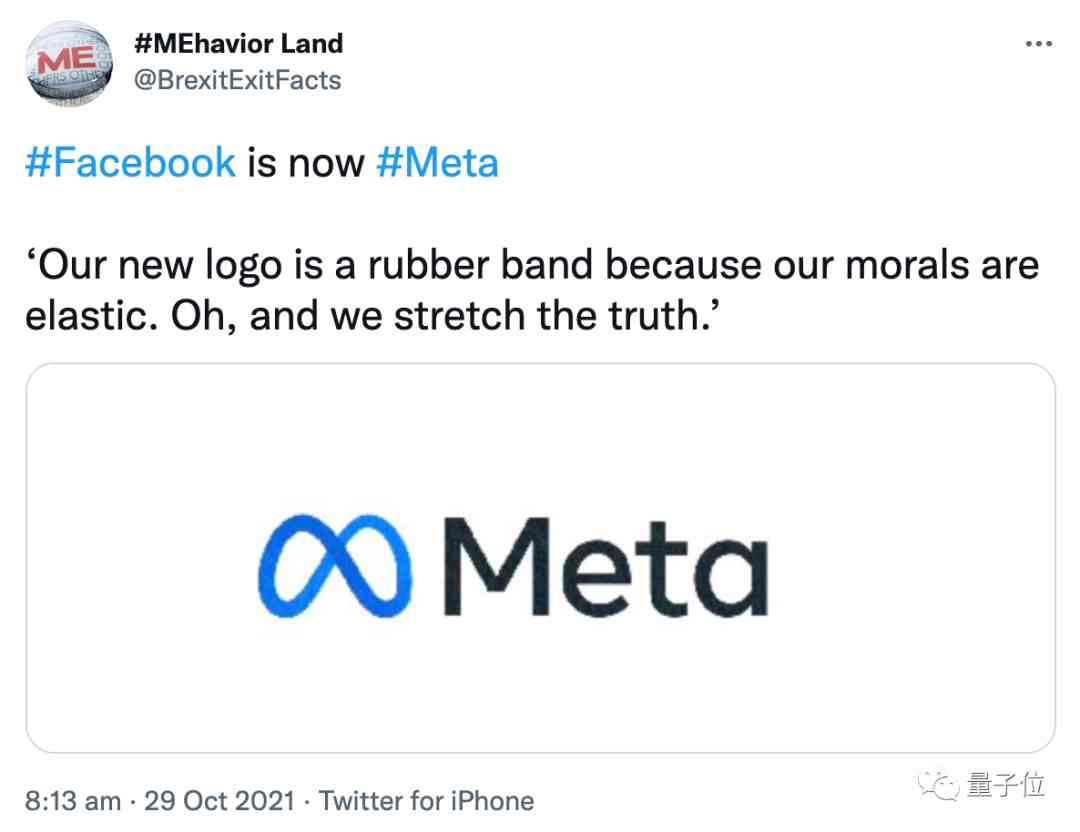 #MEhavior Land
@BrexitExitFacts
ME
#Facebook is now #Meta
‘Our new logo is a rubber band because our morals are
elastic. Oh, and we stretch the truth.’
Meta
8:13 am · 29 Oct 2021 · Twitter for iPhone
量子位